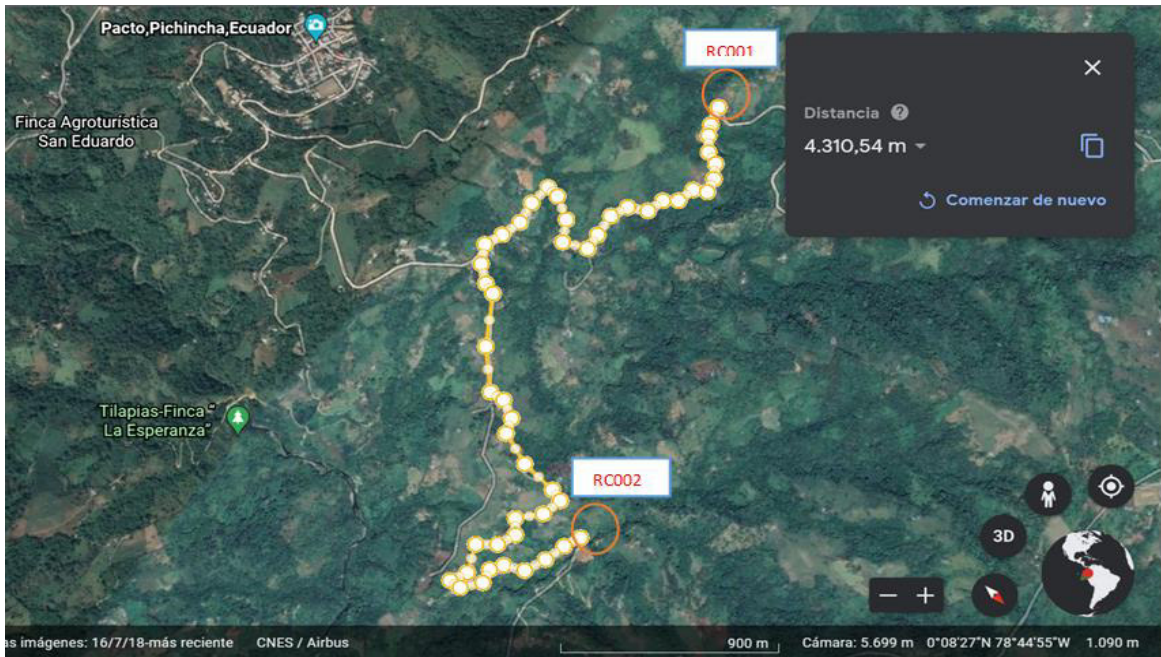 Pacto,Pichincha,Ecuador
RC001
Distancia
4.310,54 m
Comenzar de nuevo
Finca Agroturística
San Eduardo
Tilapias-Finca "
La Esperanza"
RC002
3D
as imágenes: 16/7/18-más reciente CNES / Airbus 900 m Cámara: 5.699 m 0°08'27"N 78°44'55"W 1.090 m